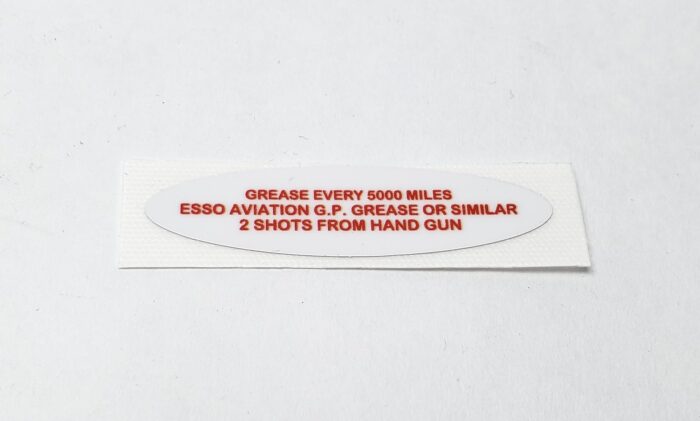 GREASE EVERY 5000 MILES
ESSO AVIATION G.P. GREASE OR SIMILAR
2 SHOTS FROM HAND GUN